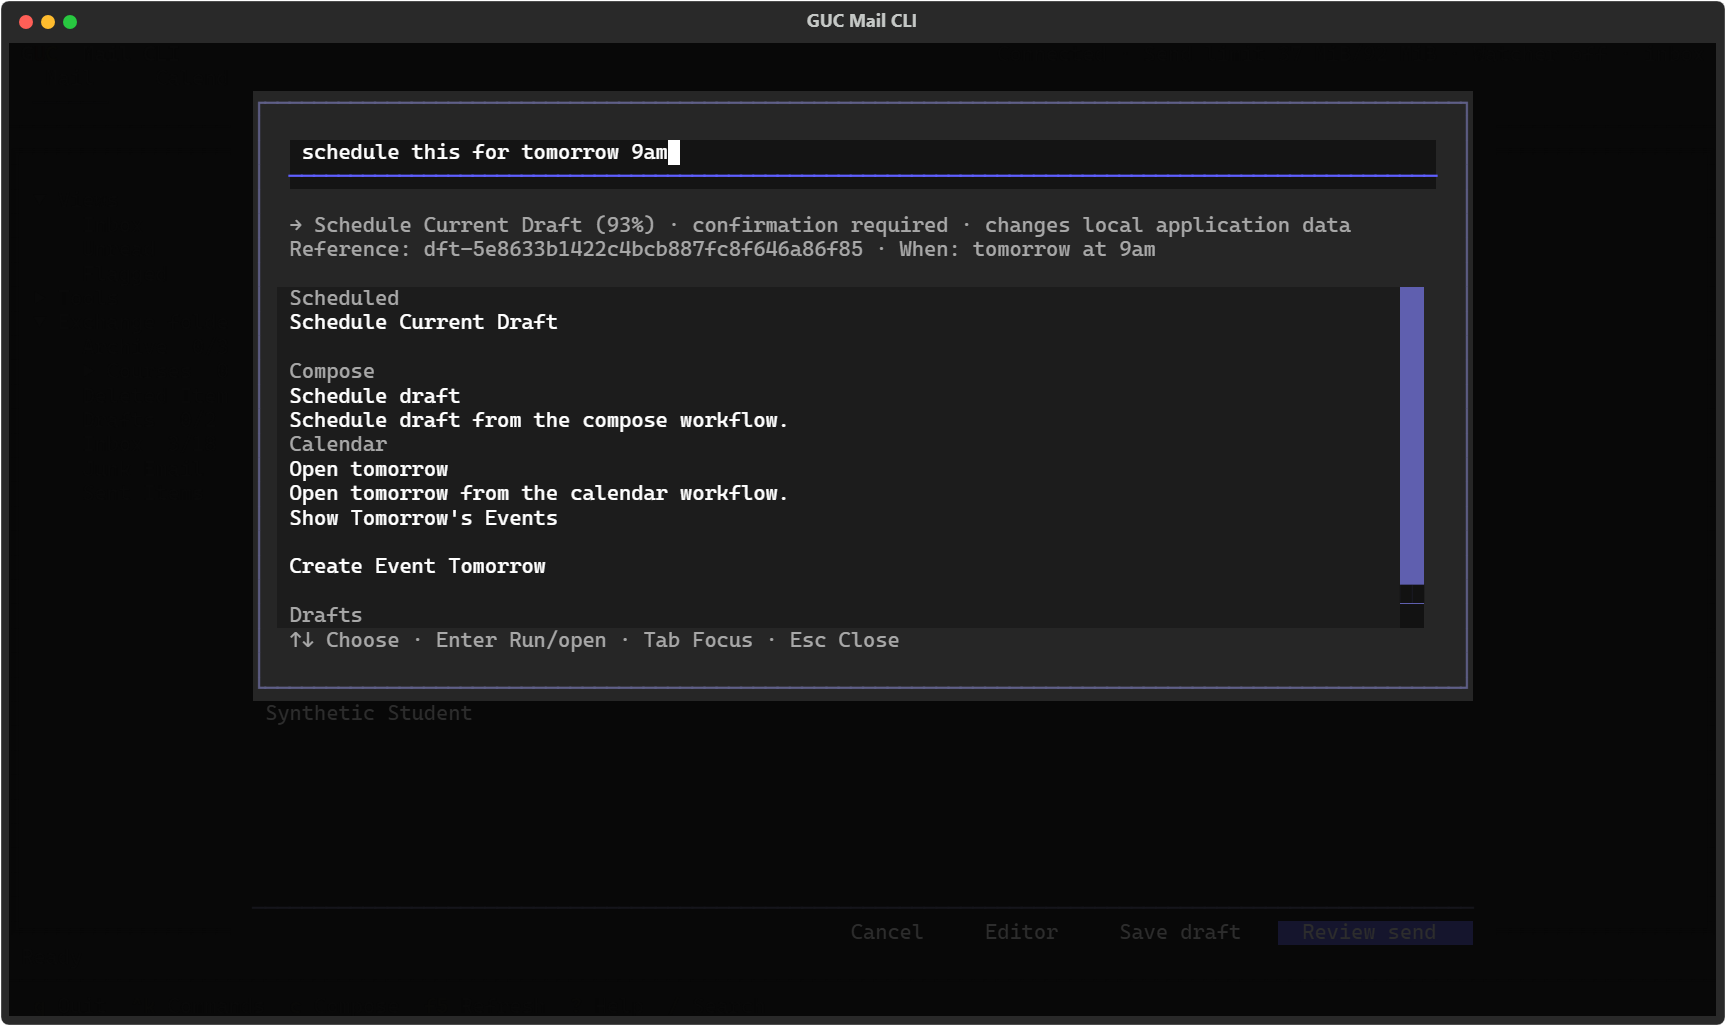 GUC Mail CLI
schedule this for tomorrow 9am
→ Schedule Current Draft (93%) · confirmation required · changes local application data
Reference: dft-5e8633b1422c4bcb887fc8f646a86f85 · When: tomorrow at 9am
Scheduled
Schedule Current Draft
Compose
Schedule draft
Schedule draft from the compose workflow.
Calendar
Open tomorrow
Open tomorrow from the calendar workflow.
Show Tomorrow's Events
Create Event Tomorrow
Drafts
↑↓ Choose · Enter Run/open · Tab Focus · Esc Close
Synthetic Student
Cancel Editor Save draft Review send